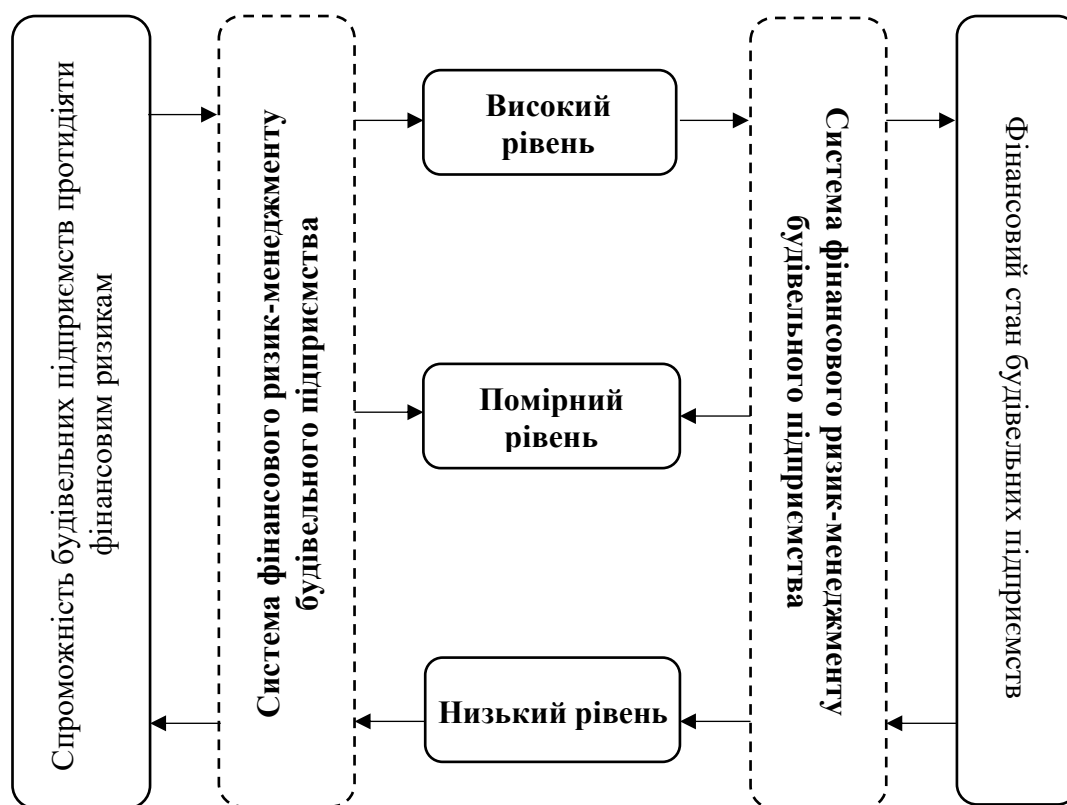 Спроможність будівельних підприємств протидіяти
фінансовим ризикам
Система фінансового ризик-менеджменту
будівельного підприємства
Високий
рівень
Помірний
рівень
Низький рівень
Система фінансового ризик-менеджменту
будівельного підприємства
Фінансовий стан будівельних підприємств